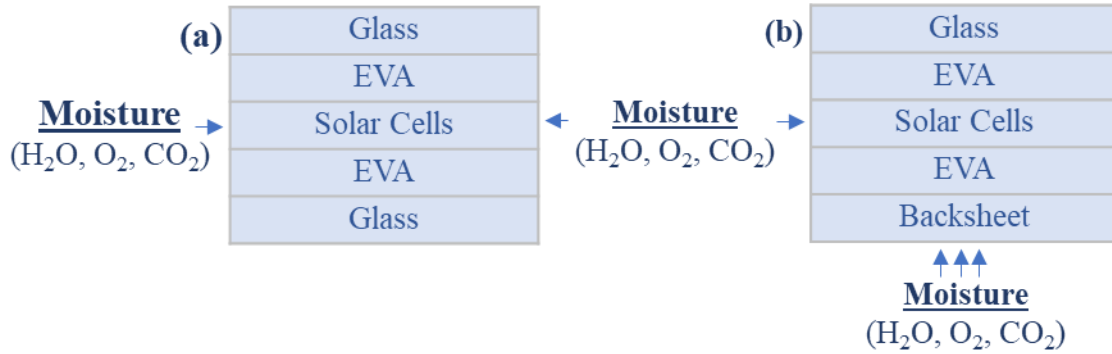 (a)
Glass
EVA
Solar Cells
EVA
Glass
Moisture
(H₂O, O₂, CO₂)
Moisture
(H₂O, O₂, CO₂)
(b)
Glass
EVA
Solar Cells
EVA
Backsheet
Moisture
(H₂O, O₂, CO₂)